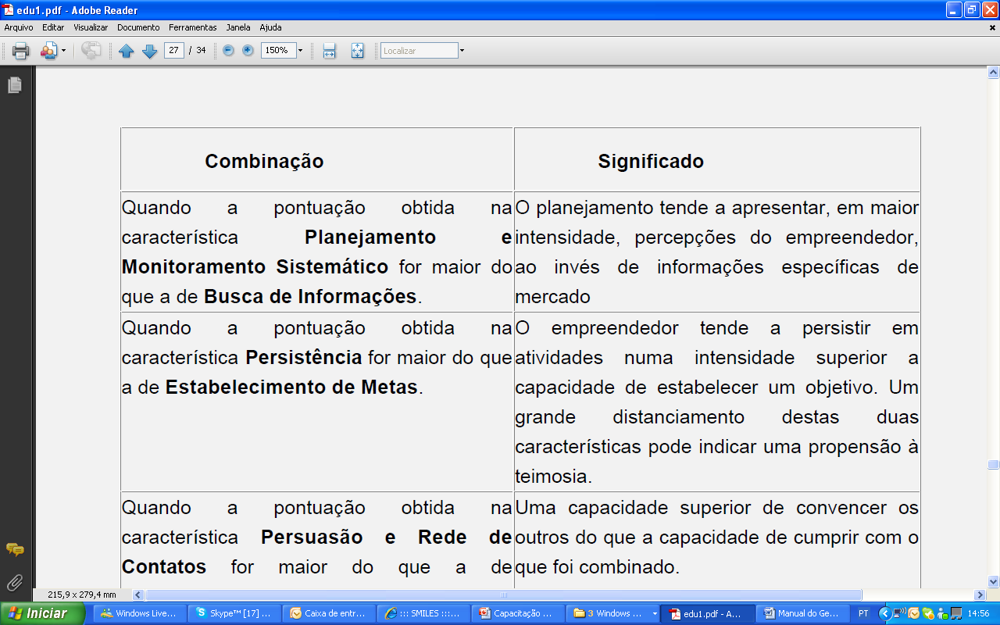 edu1.pdf - Adobe Reader
Arquivo Editar Visualizar Documento Ferramentas Janela Ajuda
27 / 34 150% Localizar
Combinação
Significado
Quando a pontuação obtida na
característica Planejamento e
Monitoramento Sistemático for maior do
que a de Busca de Informações.
O planejamento tende a apresentar, em maior
intensidade, percepções do empreendedor,
ao invés de informações específicas de
mercado
Quando a pontuação obtida na
característica Persistência for maior do que
a de Estabelecimento de Metas.
O empreendedor tende a persistir em
atividades numa intensidade superior a
capacidade de estabelecer um objetivo. Um
grande distanciamento destas duas
características pode indicar uma propensão à
teimosia.
Quando a pontuação obtida na
característica Persuasão e Rede de
Contatos for maior do que a de
Uma capacidade superior de convencer os
outros do que a capacidade de cumprir com o
que foi combinado.
215,9 x 279,4 mm
Iniciar Windows Live... Skype™ [17] ... Caixa de entr... ::: SMILES :::... Capacitação ... 3 Windows ... edu1.pdf - A... Manual do Ge... PT 14:56